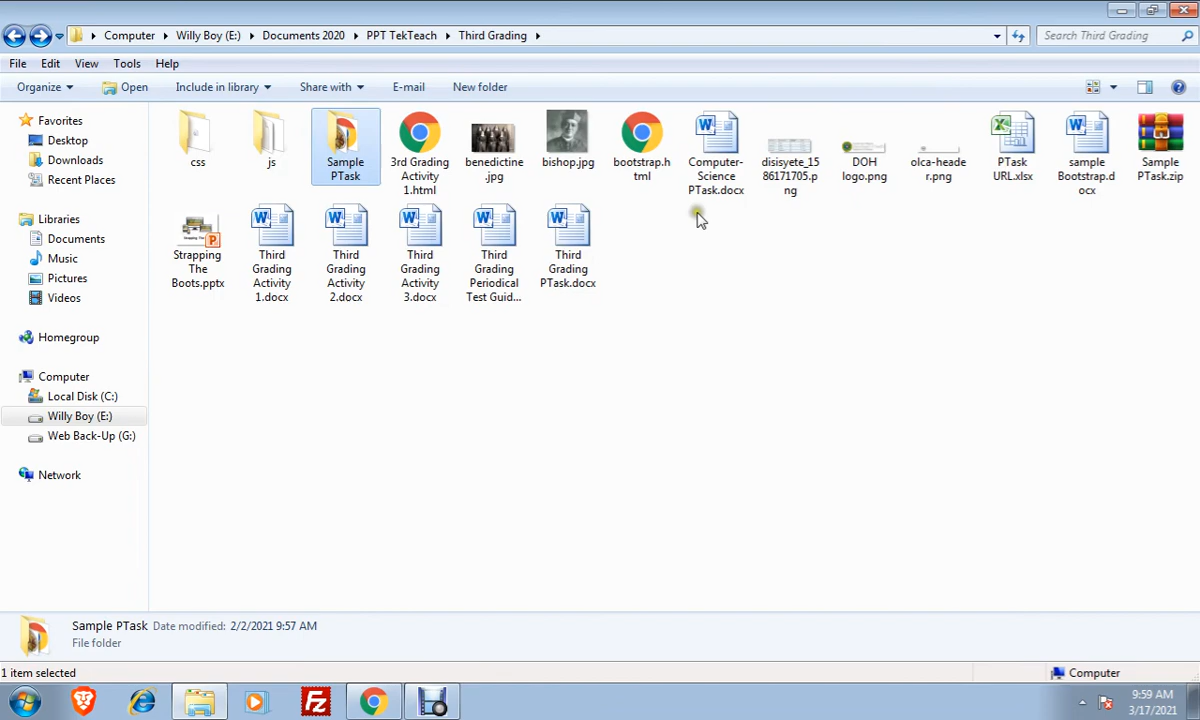 Computer Willy Boy (E:) Documents 2020 PPT TekTeach Third Grading Search Third Grading
File Edit View Tools Help
Organize Open Include in library Share with E-mail New folder
Favorites
Desktop
Downloads
Recent Places
Libraries
Documents
Music
Pictures
Videos
Homegroup
Computer
Local Disk (C:)
Willy Boy (E:)
Web Back-Up (G:)
Network
css
js
Sample
PTask
3rd Grading
Activity
1.html
benedictine
.jpg
bishop.jpg
bootstrap.h
tml
Computer-
Science
PTask.docx
disisyete_15
86171705.p
ng
DOH
logo.png
olca-heade
r.png
PTask
URL.xlsx
sample
Bootstrap.d
ocx
Sample
PTask.zip
Strapping
The
Boots.pptx
Third
Grading
Activity
1.docx
Third
Grading
Activity
2.docx
Third
Grading
Activity
3.docx
Third
Grading
Periodical
Test Guid...
Third
Grading
PTask.docx
Sample PTask Date modified: 2/2/2021 9:57 AM
File folder
1 item selected
Computer
9:59 AM
3/17/2021